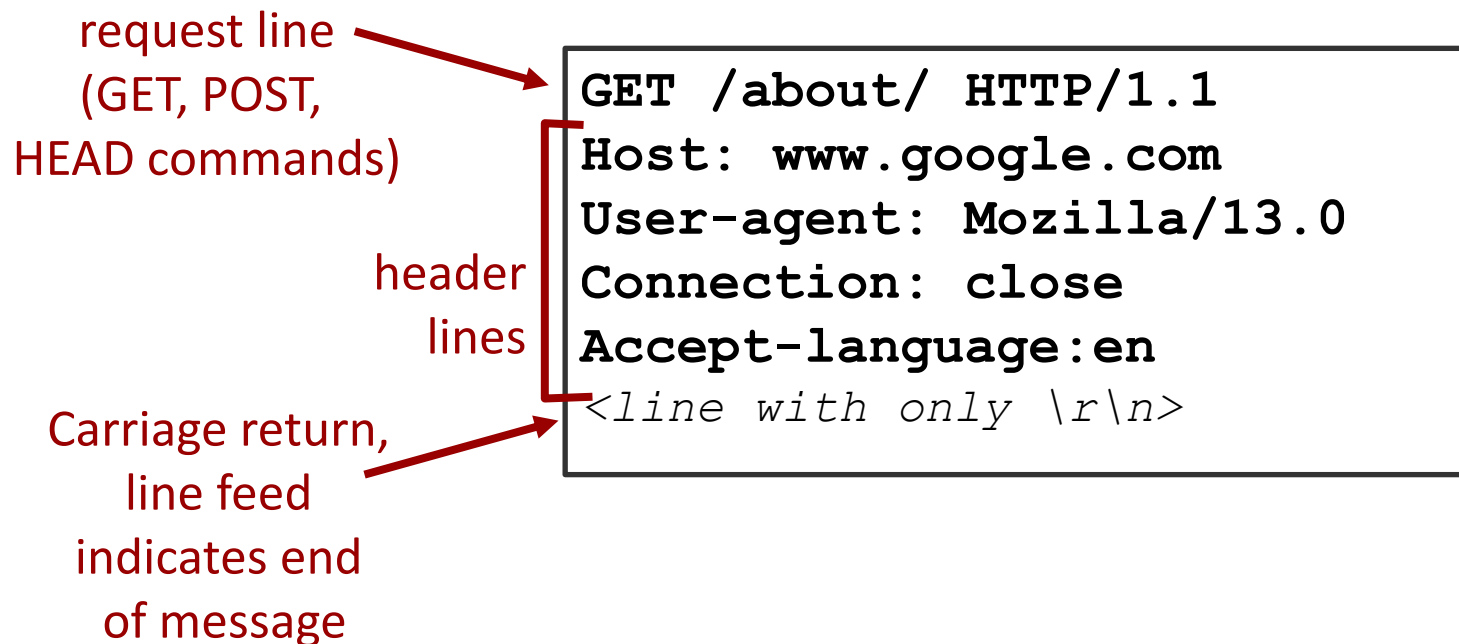 request line
(GET, POST,
HEAD commands)
GET /about/ HTTP/1.1
Host: www.google.com
User-agent: Mozilla/13.0
Connection: close
Accept-language:en
<line with only \r\n>
header
lines
Carriage return,
line feed
indicates end
of message